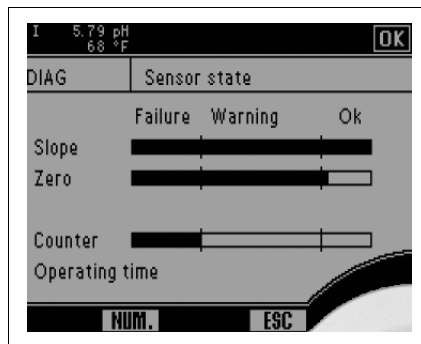 I 5.79 pH OK
68 °F
DIAG Sensor state
Failure Warning Ok
Slope
Zero
Counter
Operating time
NUM. ESC